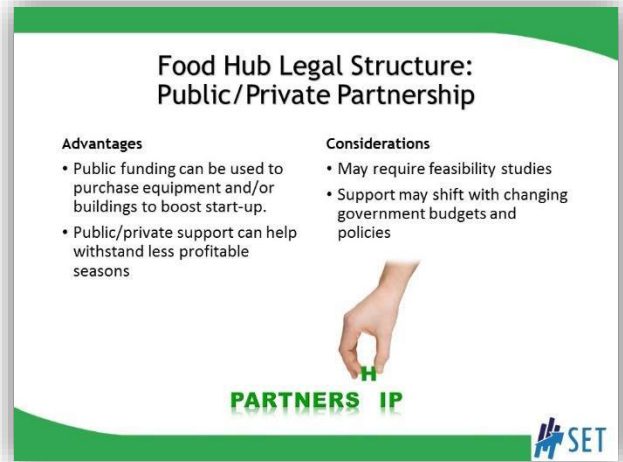 Food Hub Legal Structure:
Public/Private Partnership
Advantages
• Public funding can be used to
purchase equipment and/or
buildings to boost start-up.
• Public/private support can help
withstand less profitable
seasons
Considerations
• May require feasibility studies
• Support may shift with changing
government budgets and
policies
H
PARTNERS IP
SET